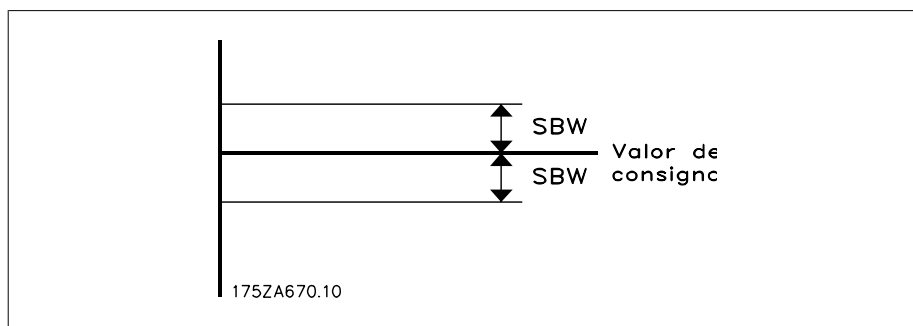 SBW
Valor de
SBW
consigna
175ZA670.10